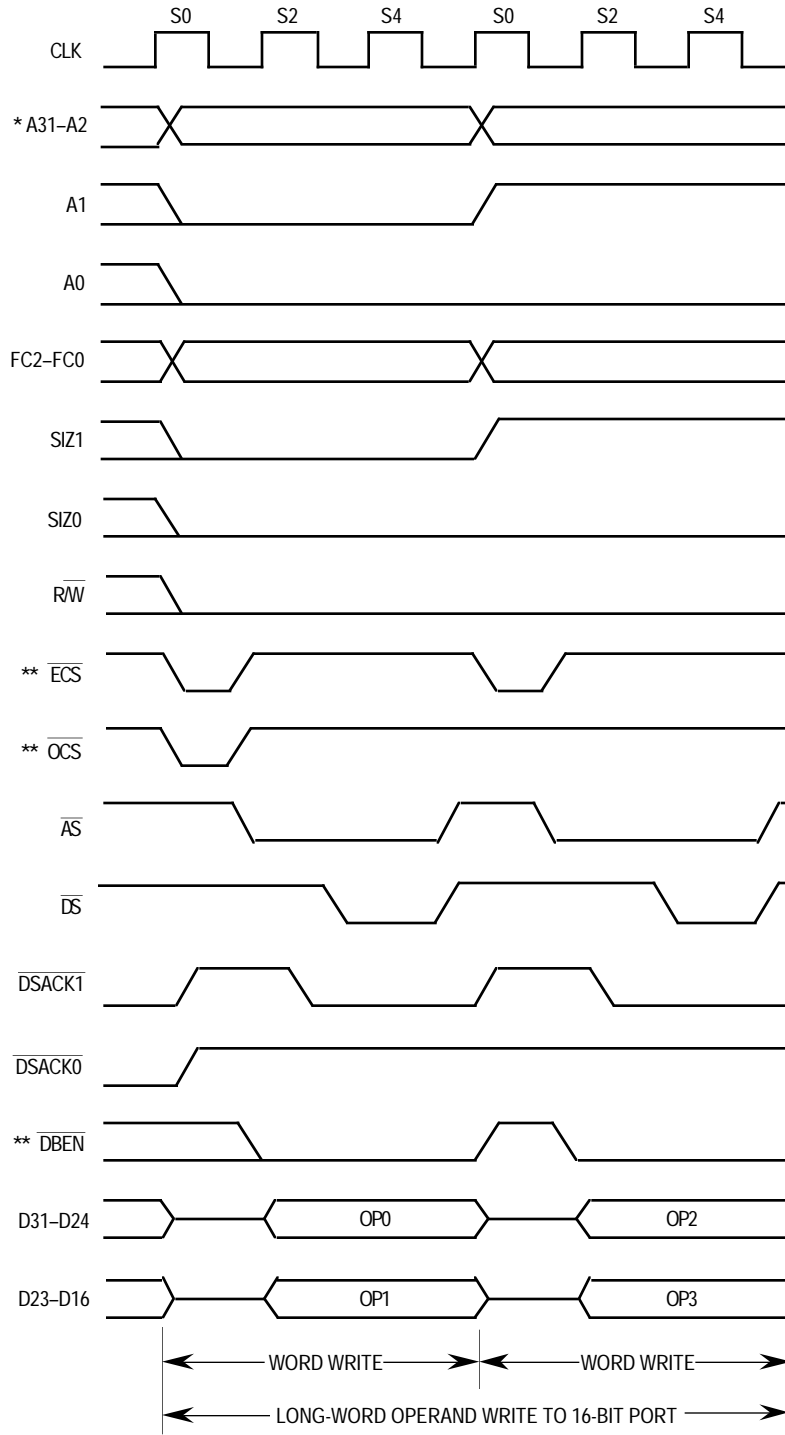 S0 S2 S4 S0 S2 S4
CLK
* A31–A2
A1
A0
FC2–FC0
SIZ1
SIZ0
R/W
** ECS
** OCS
AS
DS
DSACK1
DSACK0
** DBEN
D31–D24 OP0 OP2
D23–D16 OP1 OP3
WORD WRITE WORD WRITE
LONG-WORD OPERAND WRITE TO 16-BIT PORT